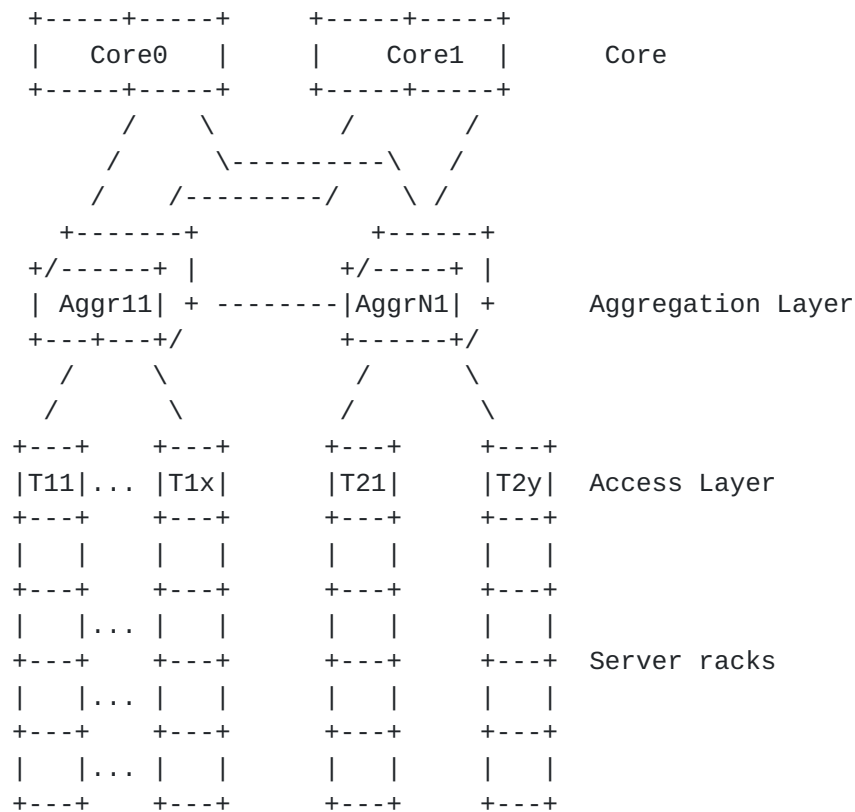 Core0 Core1 Core
Aggr11 AggrN1 Aggregation Layer
T11 ... T1x T21 T2y Access Layer
...
... Server racks
...
...